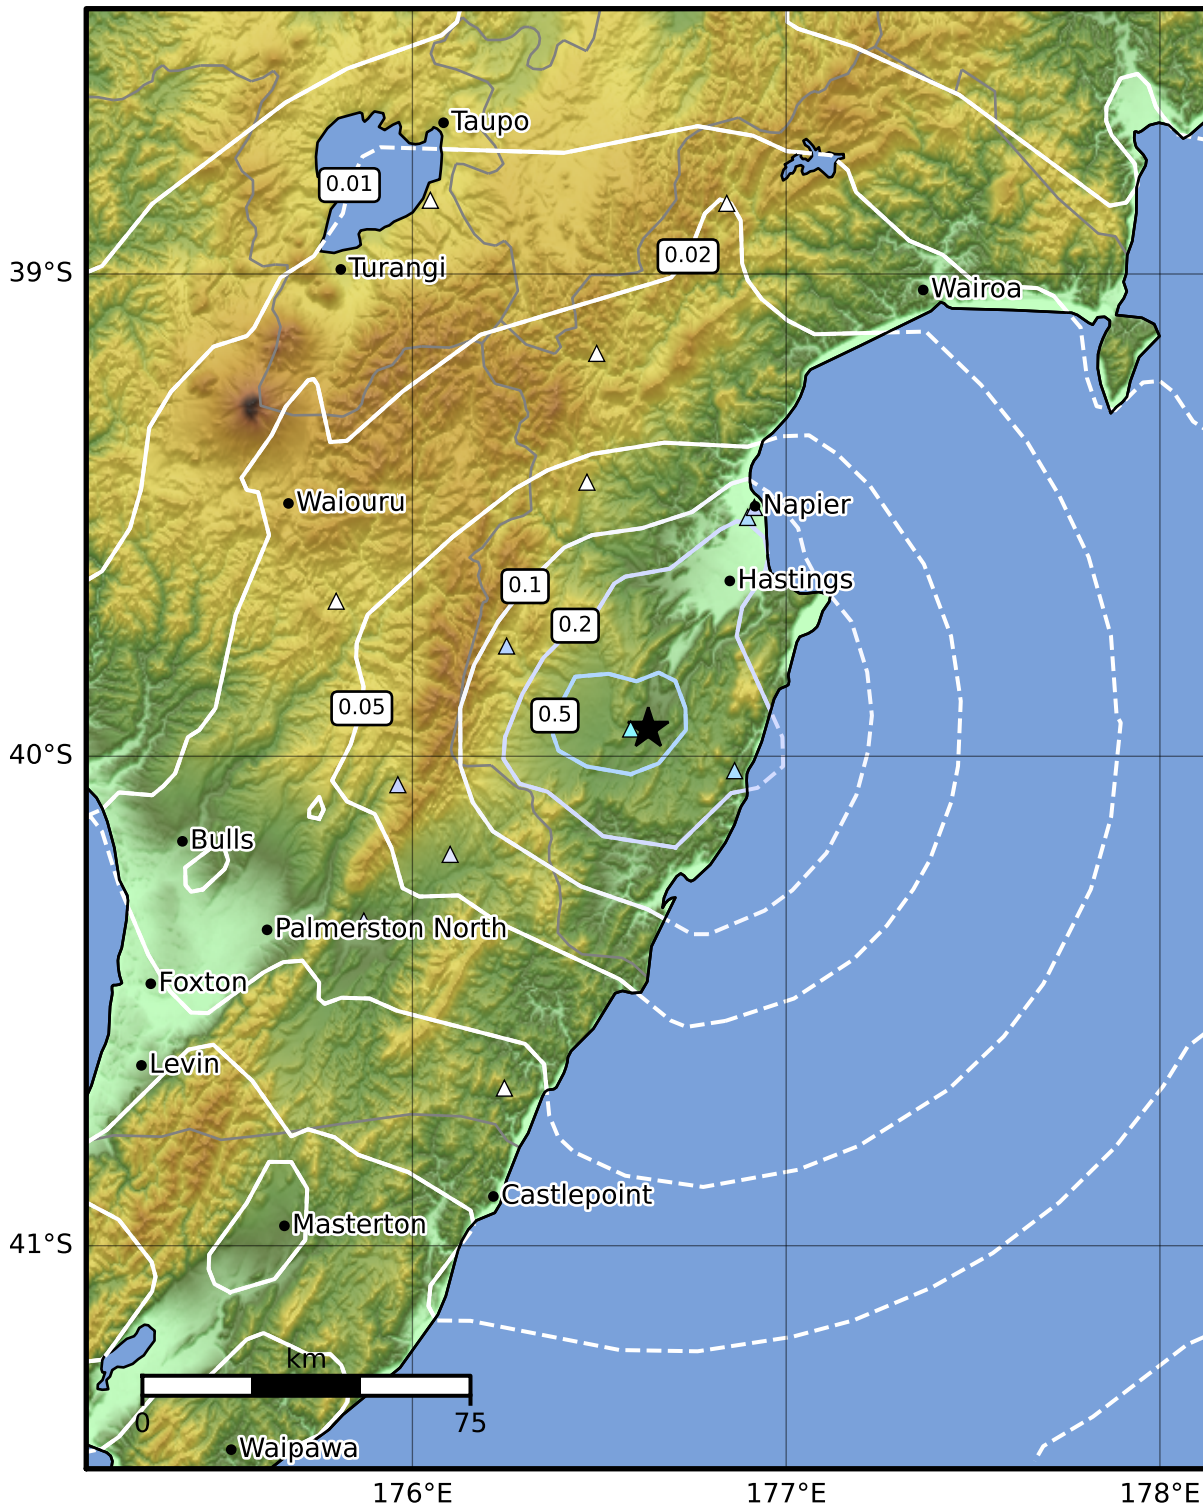 Taupo
0.01
0.02
39°S
Turangi
Wairoa
Waiouru
Napier
0.1
Hastings
0.2
0.05
0.5
40°S
Bulls
Palmerston North
Foxton
Levin
Castlepoint
Masterton
41°S
km
0
75
Waipawa
176°E
177°E
178°E